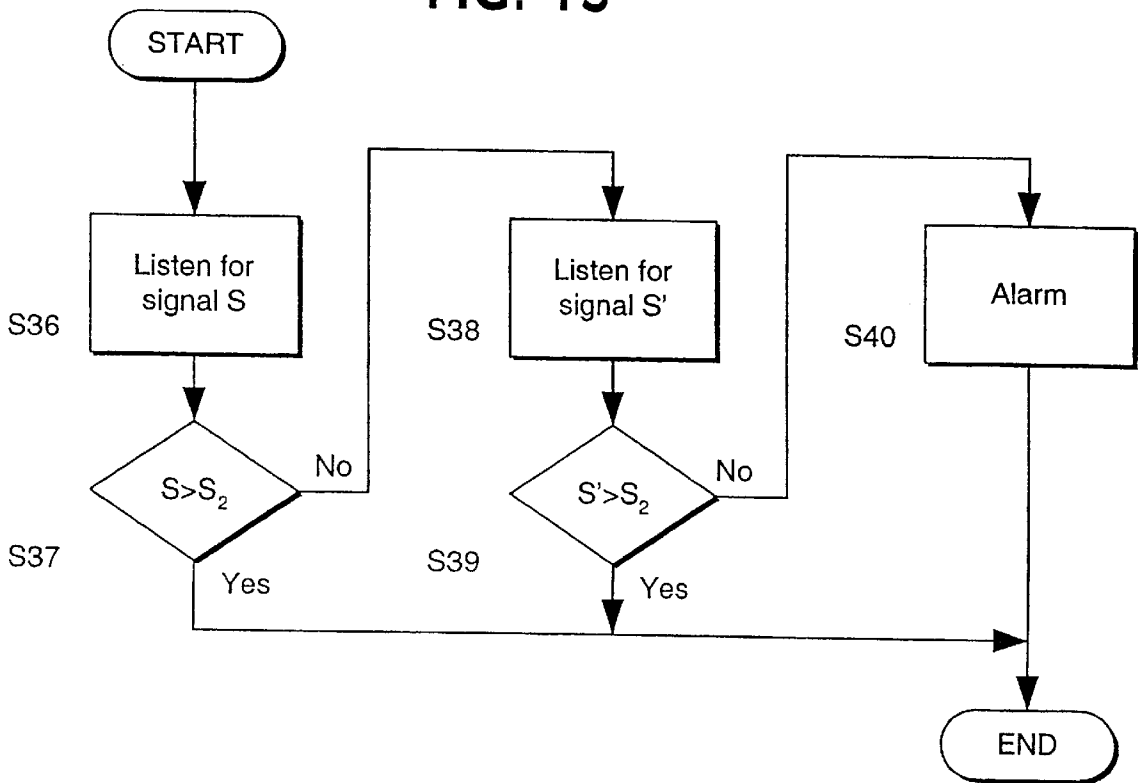 START
Listen for
signal S
S36
S>S₂
No
S37
Yes
Listen for
signal S'
S38
S'>S₂
No
S39
Yes
Alarm
S40
END